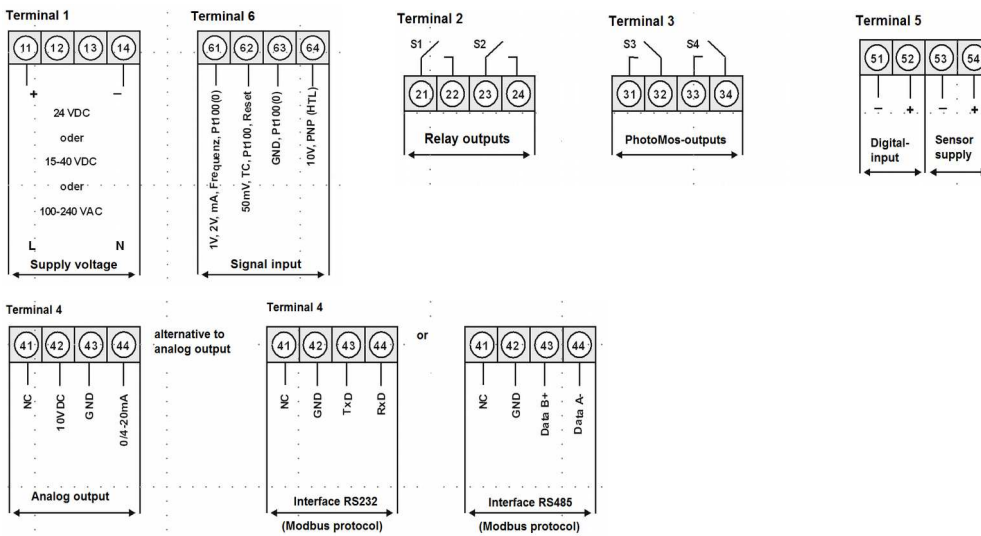 Terminal 1
11 12 13 14
+ −
24 VDC
oder
15-40 VDC
oder
100-240 VAC
L N
Supply voltage
Terminal 6
61 62 63 64
1V, 2V, mA, Frequenz, Pt100(0)
50mV, TC, Pt100, Reset
GND, Pt100(0)
10V, PNP (HTL)
Signal input
Terminal 2
S1 S2
21 22 23 24
Relay outputs
Terminal 3
S3 S4
31 32 33 34
PhotoMos-outputs
Terminal 5
51 52 53 54
− + − +
Digital-
input
Sensor
supply
Terminal 4
41 42 43 44
NC
10VDC
GND
0/4-20mA
Analog output
alternative to
analog output
Terminal 4
41 42 43 44
NC
GND
TxD
RxD
Interface RS232
(Modbus protocol)
or
41 42 43 44
NC
GND
Data B+
Data A-
Interface RS485
(Modbus protocol)